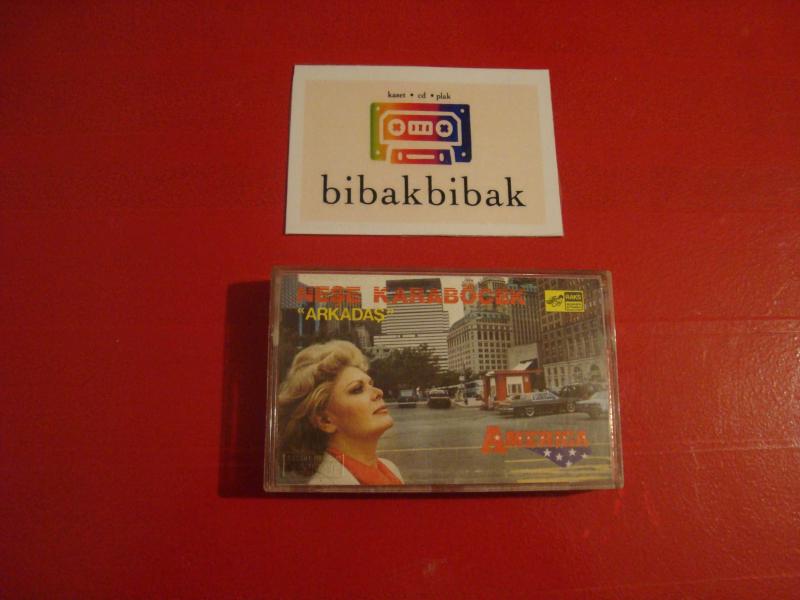 kaset • cd • plak
bibakbibak
NEŞE KARABÖCEK
"ARKADAŞ"
RAKS
AMERICA